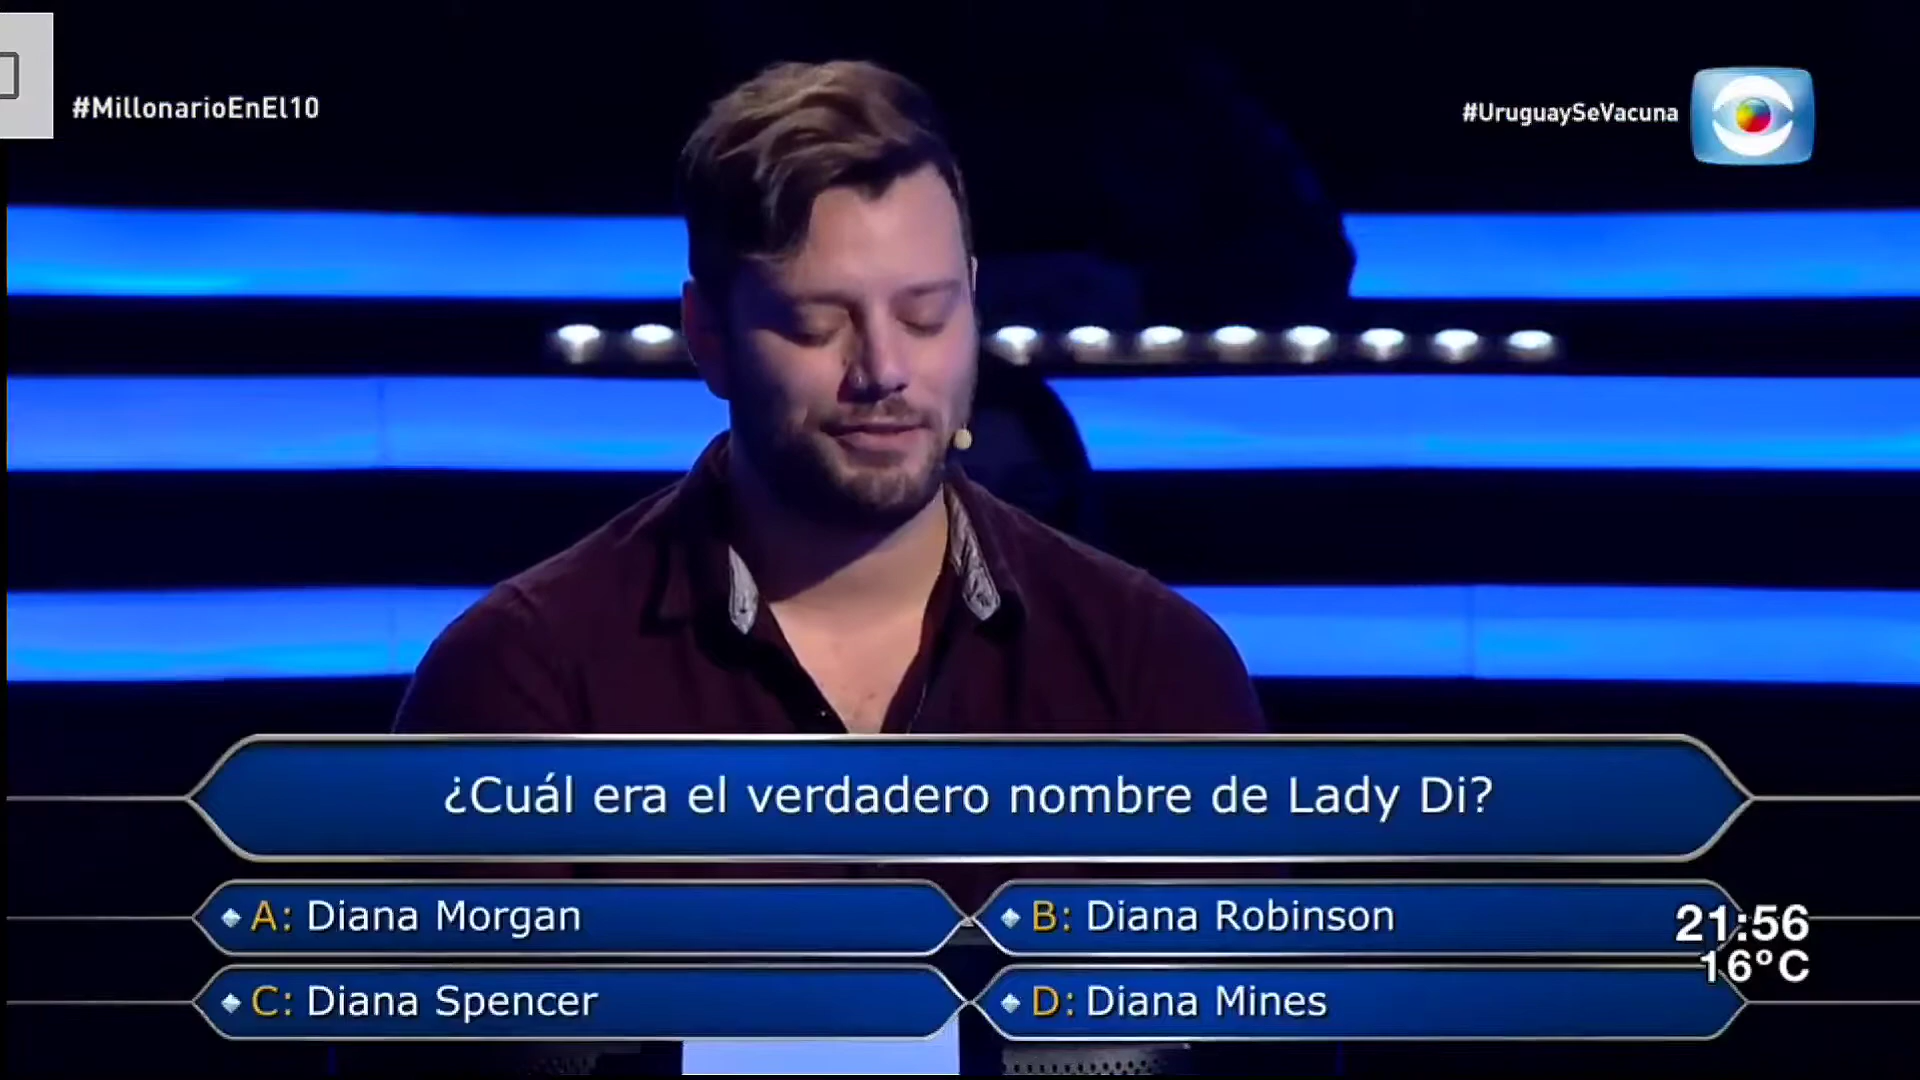 #MillonarioEnEl10
#UruguaySeVacuna
¿Cuál era el verdadero nombre de Lady Di?
A: Diana Morgan
B: Diana Robinson
C: Diana Spencer
D: Diana Mines
21:56
16°C